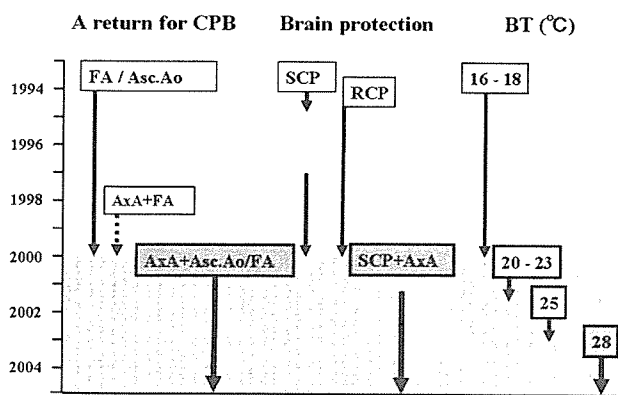 A return for CPB Brain protection BT (℃)
FA / Asc.Ao SCP 16 - 18
1994 RCP
1996
1998 AxA+FA
2000 AxA+Asc.Ao/FA SCP+AxA 20 - 23
2002 25
2004 28